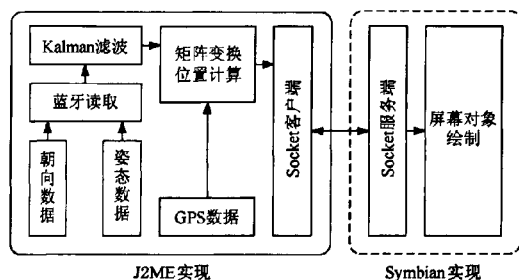 Kalman滤波
蓝牙读取
朝向数据
姿态数据
矩阵变换
位置计算
GPS数据
Socket客户端
J2ME实现
Socket服务端
屏幕对象
绘制
Symbian实现